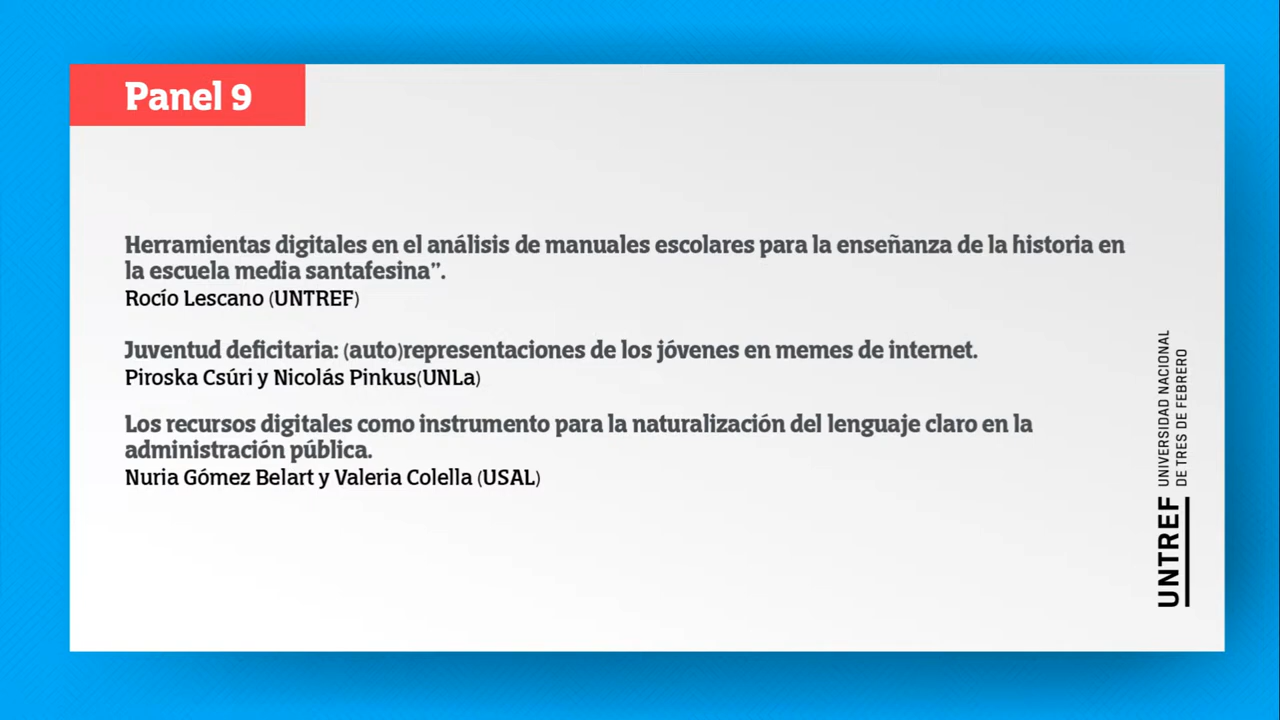 Panel 9
Herramientas digitales en el análisis de manuales escolares para la enseñanza de la historia en
la escuela media santafesina”.
Rocío Lescano (UNTREF)
Juventud deficitaria: (auto)representaciones de los jóvenes en memes de internet.
Piroska Csúri y Nicolás Pinkus(UNLa)
Los recursos digitales como instrumento para la naturalización del lenguaje claro en la
administración pública.
Nuria Gómez Belart y Valeria Colella (USAL)
UNTREF
UNIVERSIDAD NACIONAL
DE TRES DE FEBRERO